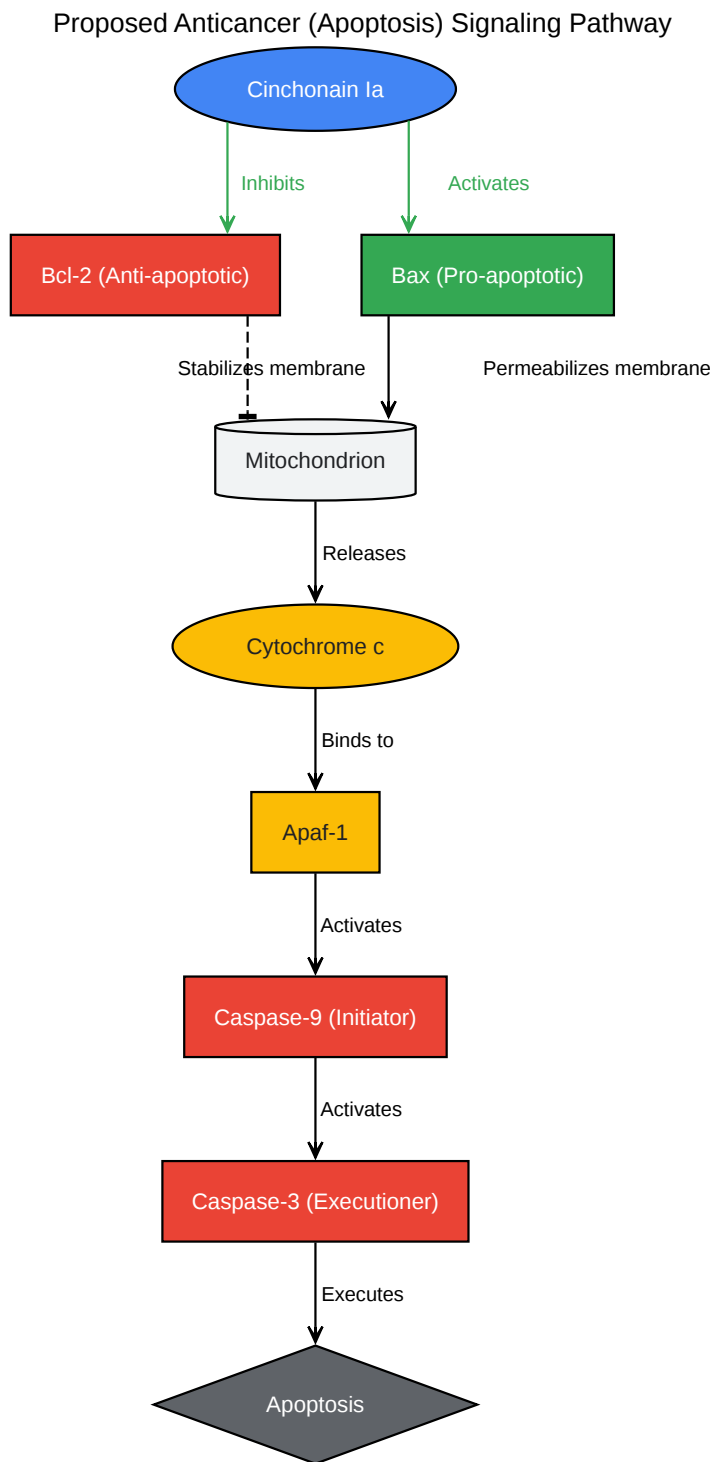 Proposed Anticancer (Apoptosis) Signaling Pathway
Cinchonain Ia
Inhibits
Activates
Bcl-2 (Anti-apoptotic)
Bax (Pro-apoptotic)
Stabilizes membrane
Permeabilizes membrane
Mitochondrion
Releases
Cytochrome c
Binds to
Apaf-1
Activates
Caspase-9 (Initiator)
Activates
Caspase-3 (Executioner)
Executes
Apoptosis